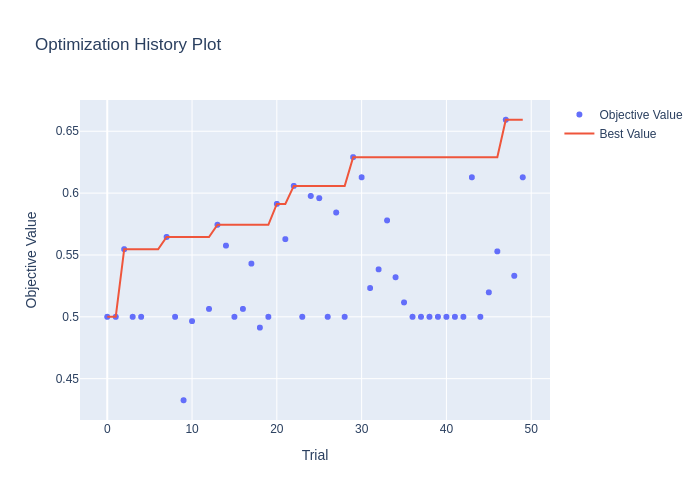 Optimization History Plot
Objective Value
Best Value
0.65
0.6
0.55
0.5
0.45
Objective Value
0 10 20 30 40 50
Trial